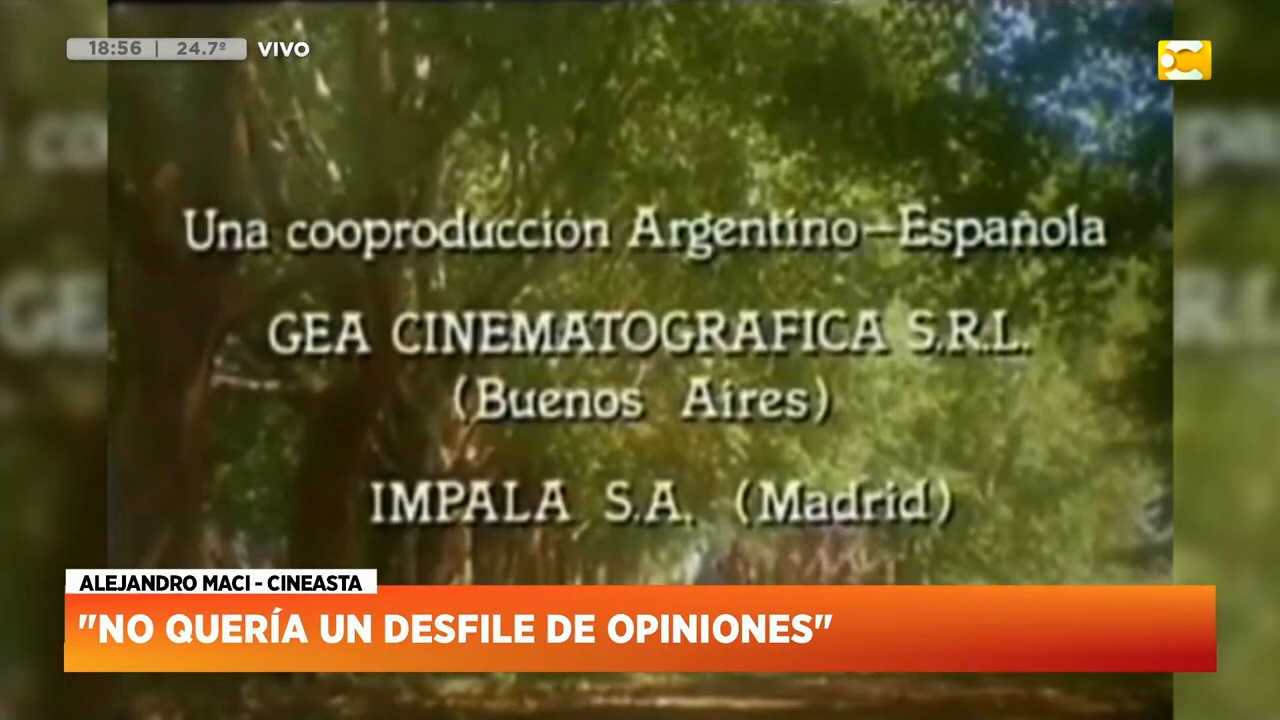 18:56 | 24.7º VIVO
Una cooproducción Argentino–Española
GEA CINEMATOGRAFICA S.R.L.
(Buenos Aires)
IMPALA S.A. (Madrid)
ALEJANDRO MACI - CINEASTA
"NO QUERÍA UN DESFILE DE OPINIONES"